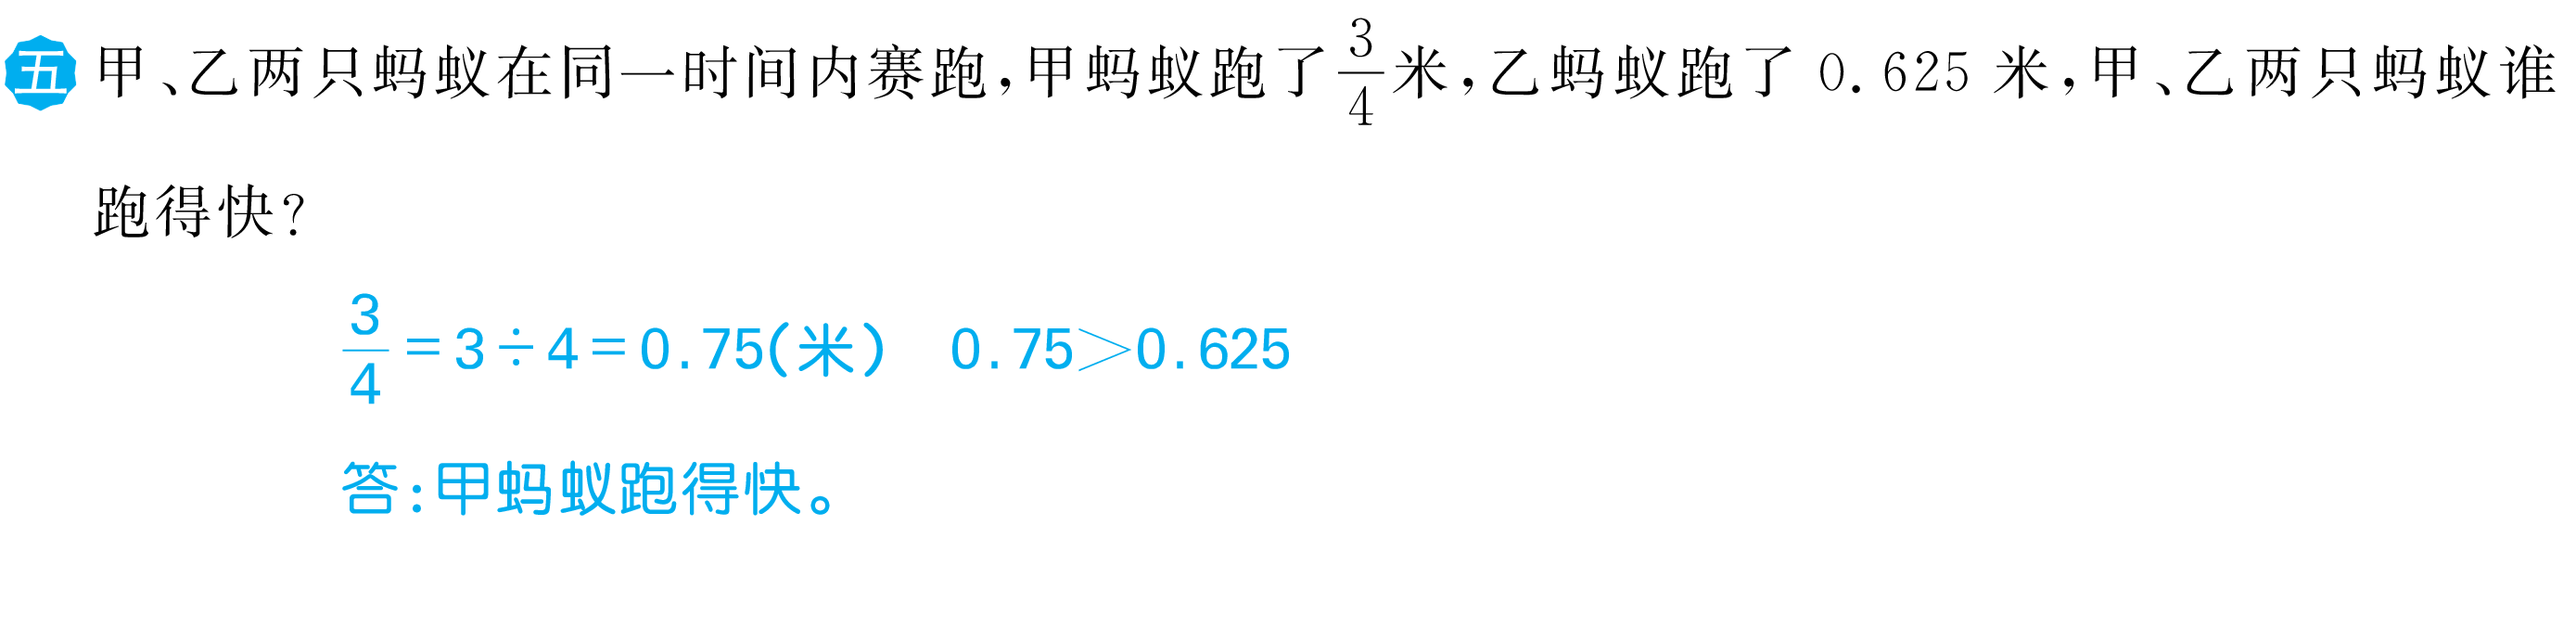 五 甲、乙两只蚂蚁在同一时间内赛跑,甲蚂蚁跑了3/4米,乙蚂蚁跑了 0.625 米,甲、乙两只蚂蚁谁
跑得快?
3/4=3÷4=0.75(米) 0.75>0.625
答:甲蚂蚁跑得快。